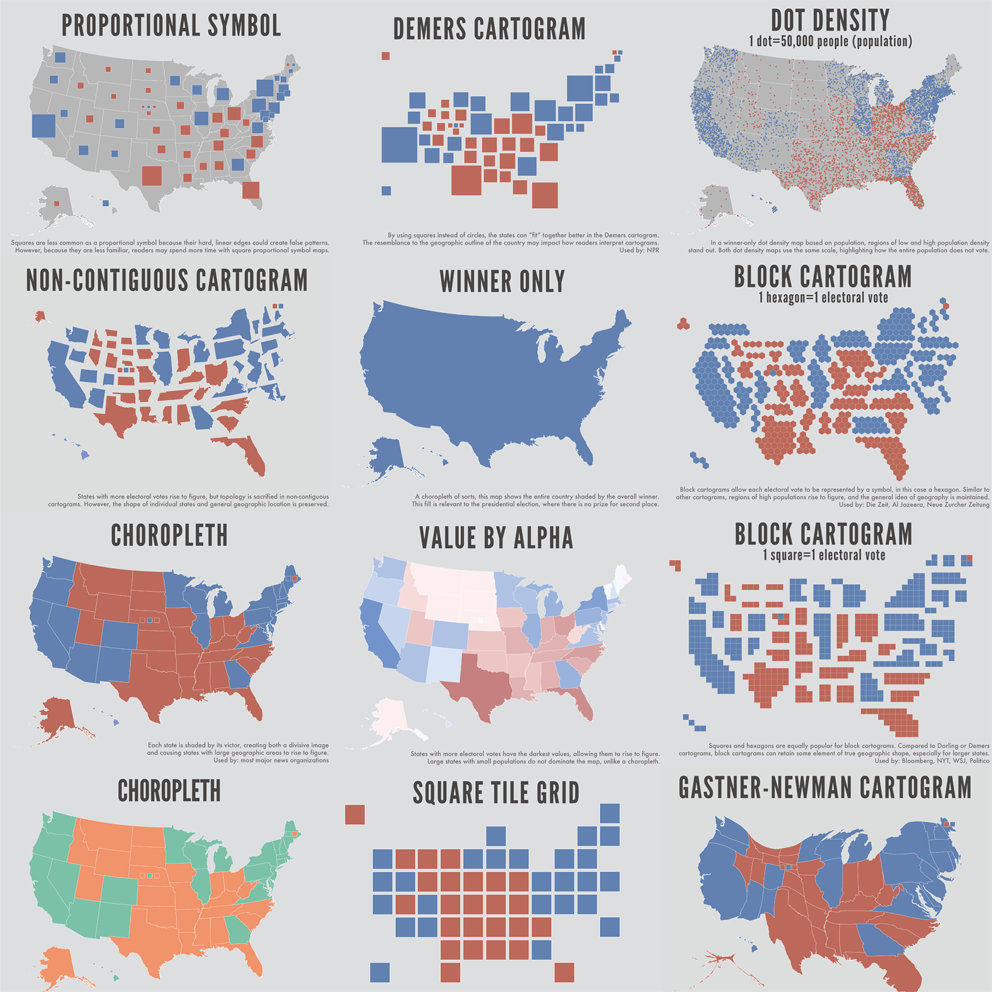 PROPORTIONAL SYMBOL
Squares are less common as a proportional symbol because their hard, linear edges could create false patterns.
However, because they are less familiar, readers may spend more time with square proportional symbol maps.
DEMERS CARTOGRAM
By using squares instead of circles, the states can "fit" together better in the Demers cartogram.
The resemblance to the geographic outline of the country may impact how readers interpret cartograms.
Used by: NPR
DOT DENSITY
1 dot=50,000 people (population)
In a winner-only dot density map based on population, regions of low and high population density
stand out. Both dot density maps use the same scale, highlighting how the entire population does not vote.
NON-CONTIGUOUS CARTOGRAM
States with more electoral votes rise to figure, but topology is sacrified in non-contiguous
cartograms. However, the shape of individual states and general geographic location is preserved.
WINNER ONLY
A choropleth of sorts, this map shows the entire country shaded by the overall winner.
This fill is relevant to the presidential election, where there is no prize for second place.
BLOCK CARTOGRAM
1 hexagon=1 electoral vote
Block cartograms allow each electoral vote to be represented by a symbol, in this case a hexagon. Similar to
other cartograms, regions of high populations rise to figure, and the general idea of geography is maintained.
Used by: Die Zeit, Al Jazeera, Neue Zurcher Zeitung
CHOROPLETH
Each state is shaded by its victor, creating both a divisive image
and causing states with large geographic areas to rise to figure.
Used by: most major news organizations
VALUE BY ALPHA
States with more electoral votes have the darkest values, allowing them to rise to figure.
Large states with small populations do not dominate the map, unlike a choropleth.
BLOCK CARTOGRAM
1 square=1 electoral vote
Squares and hexagons are equally popular for block cartograms. Compared to Dorling or Demers
cartograms, block cartograms can retain some element of true geographic shape, especially for larger states.
Used by: Bloomberg, NYT, WSJ, Politico
CHOROPLETH
SQUARE TILE GRID
GASTNER-NEWMAN CARTOGRAM